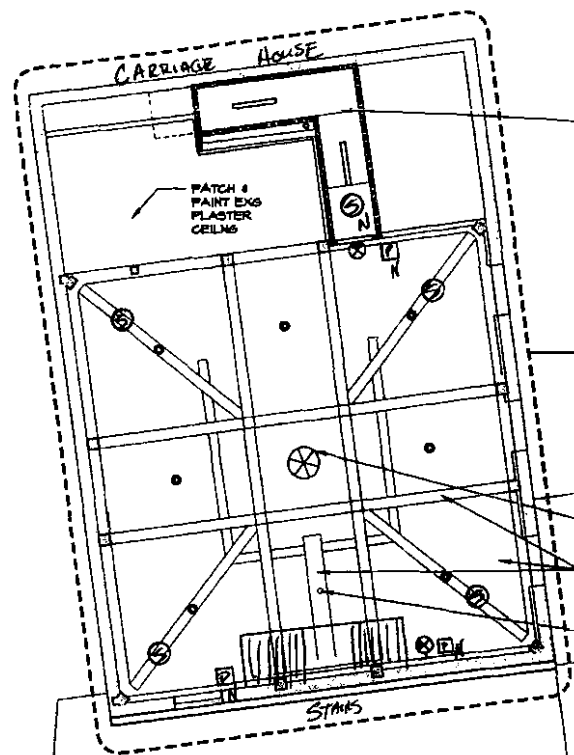 CARRIAGE HOUSE
PATCH &
PAINT EXG
PLASTER
CEILING
S
N
P
N
S
S
S
S
P
N
P
N
STAIRS